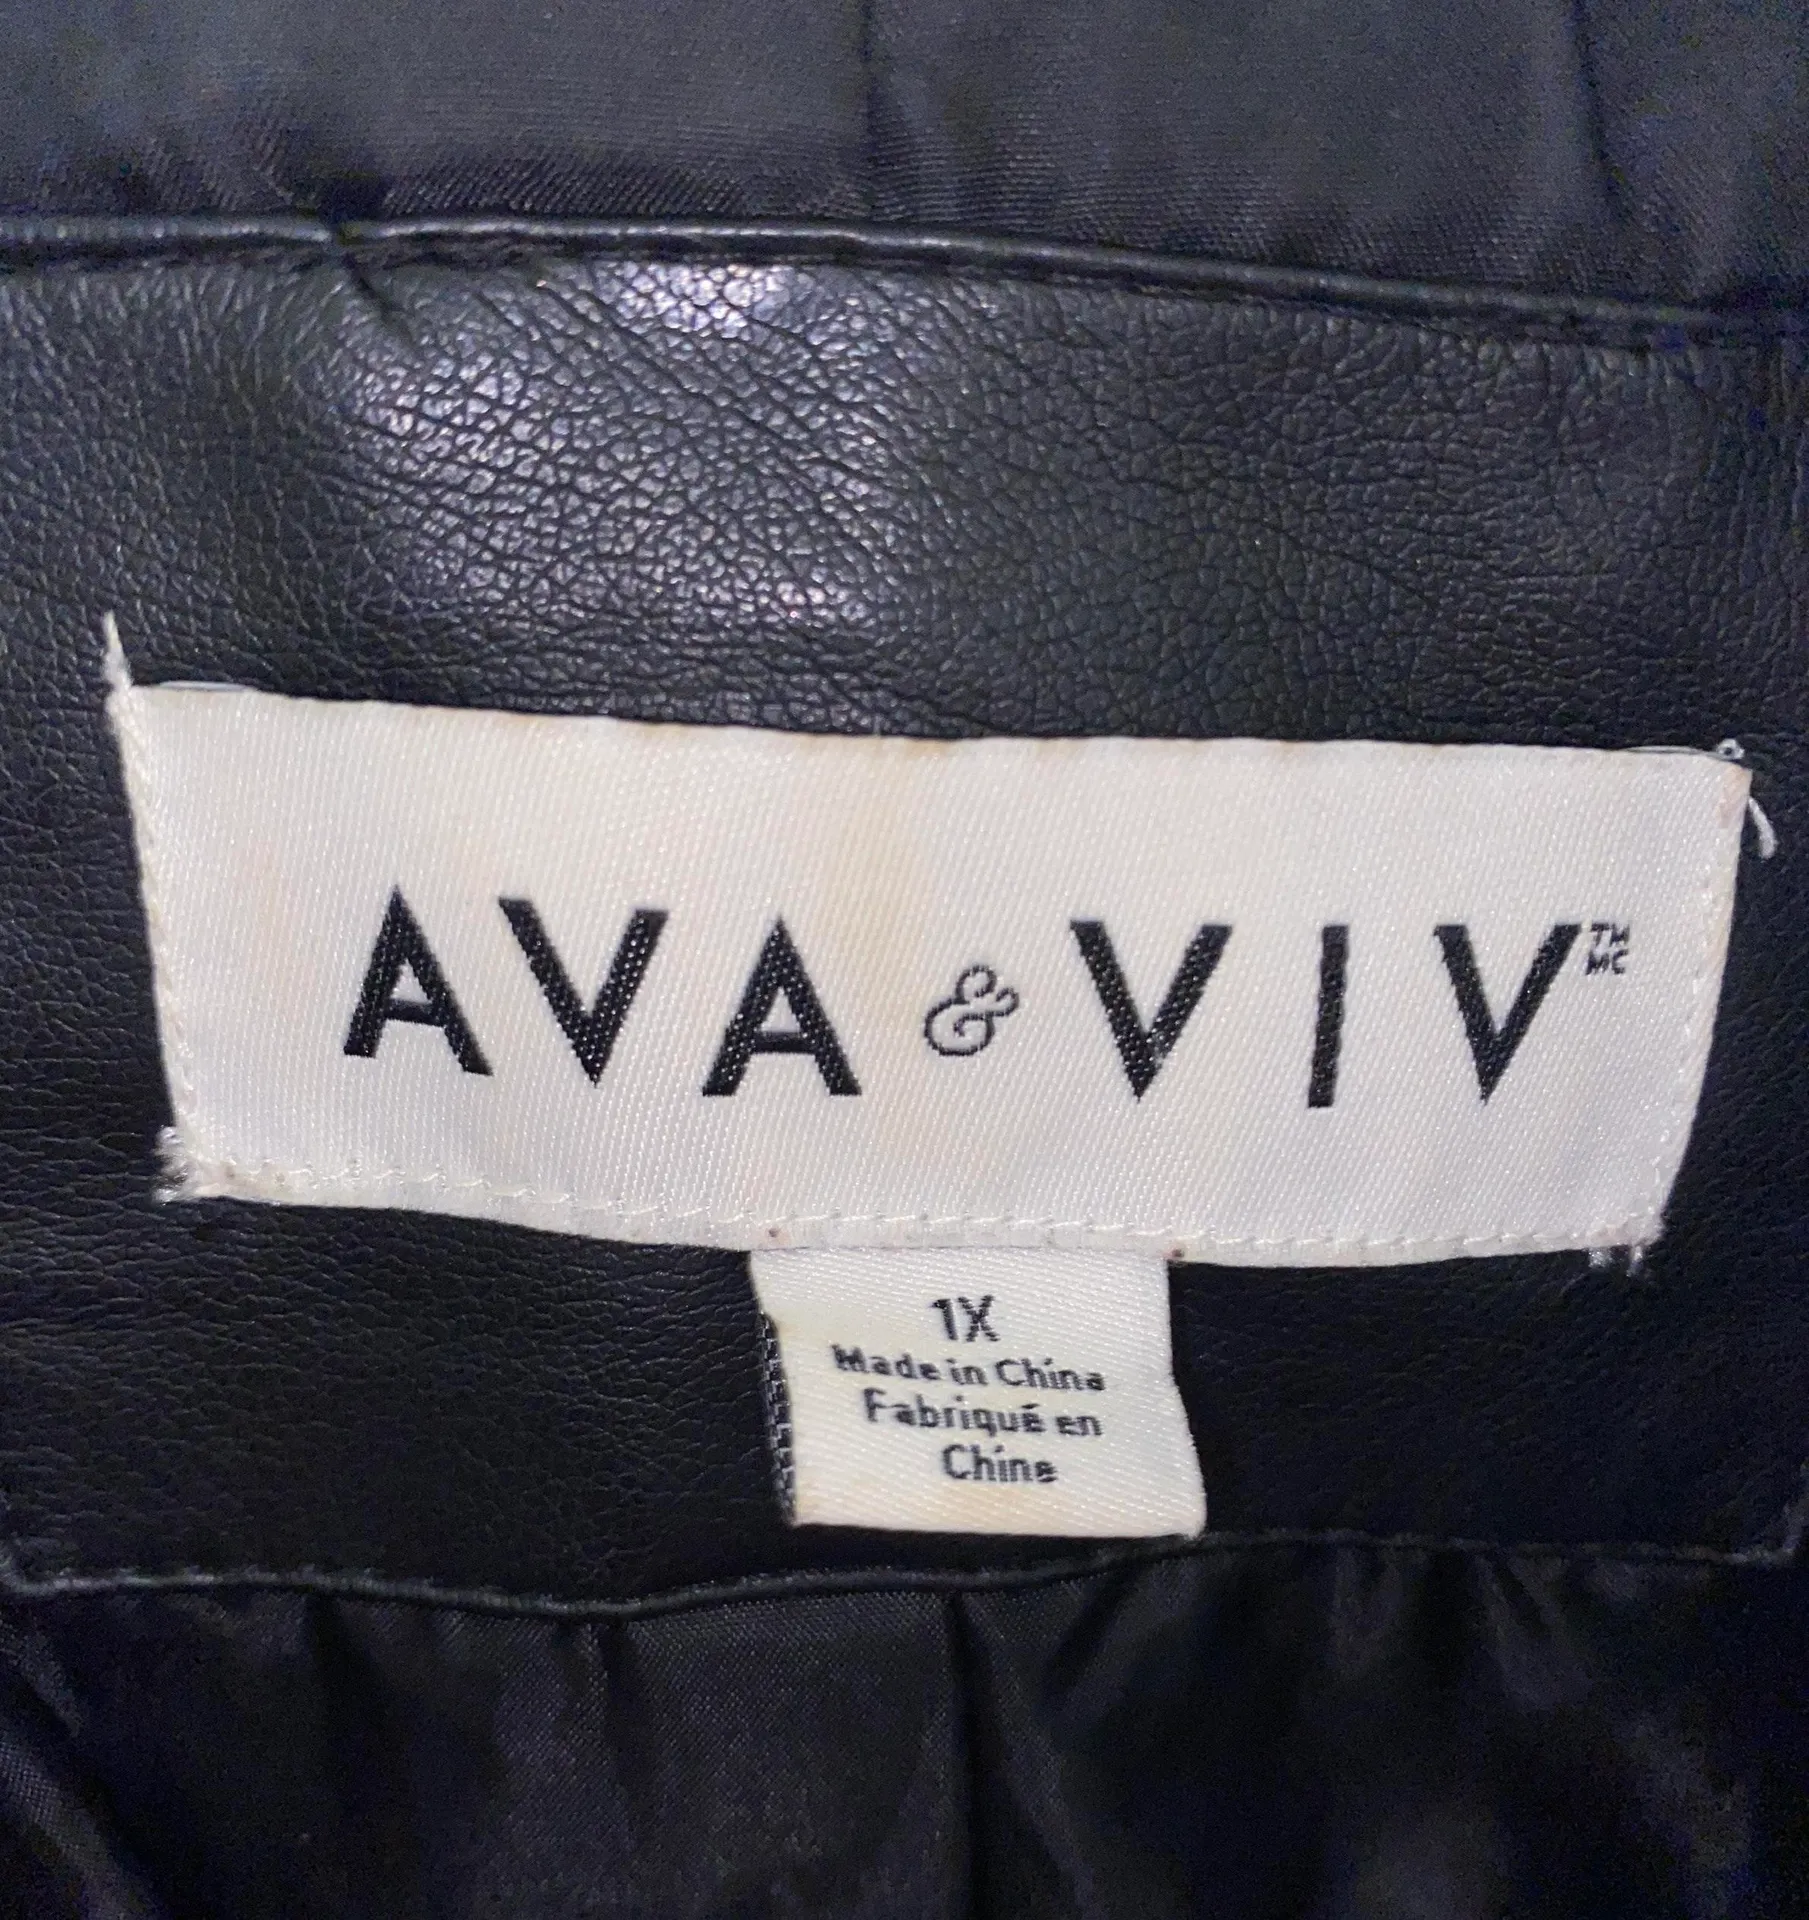 AVA & VIV TM MC
1X
Made in China
Fabriqué en
Chine